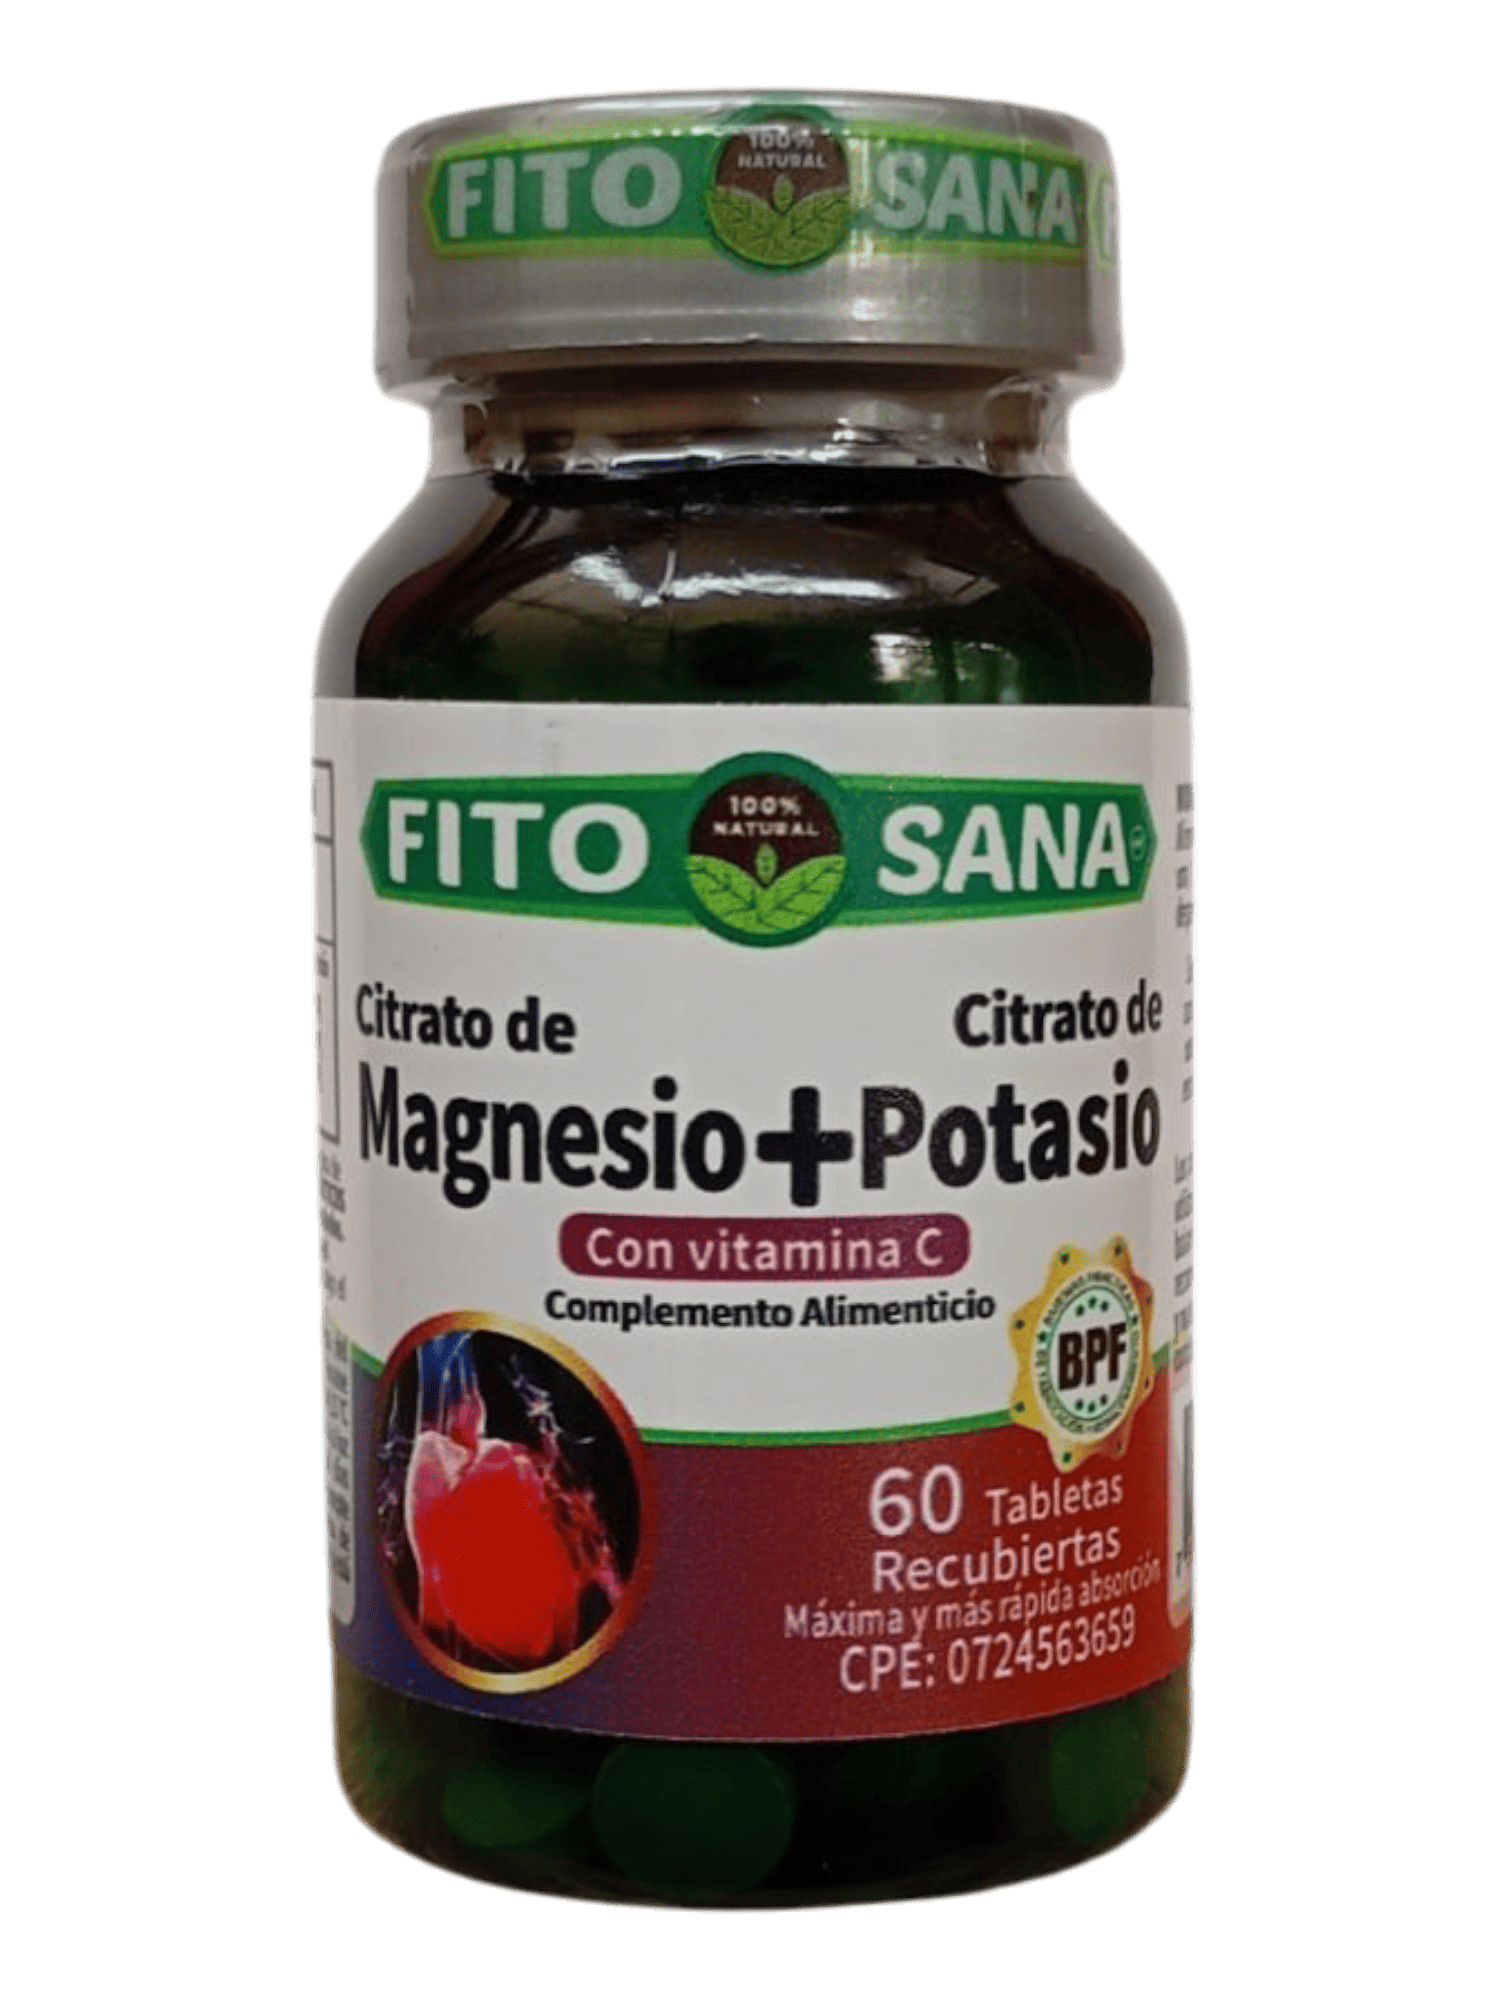 FITO 100% NATURAL SANA
FITO 100% NATURAL SANA
Citrato de
Magnesio
+
Citrato de
Potasio
Con vitamina C
Complemento Alimenticio
BPF
60 Tabletas
Recubiertas
Máxima y más rápida absorción
CPE: 0724563659